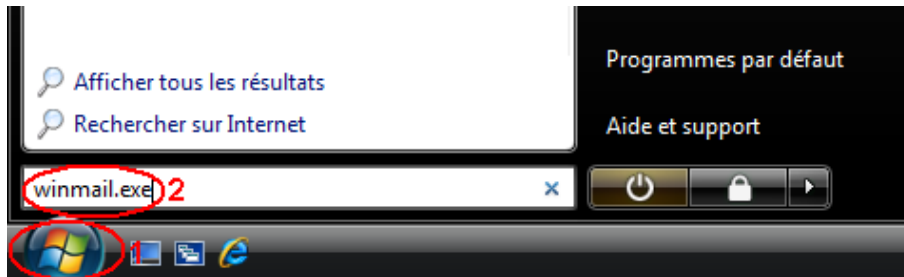 Programmes par défaut
Afficher tous les résultats
Rechercher sur Internet
Aide et support
winmail.exe 2
1